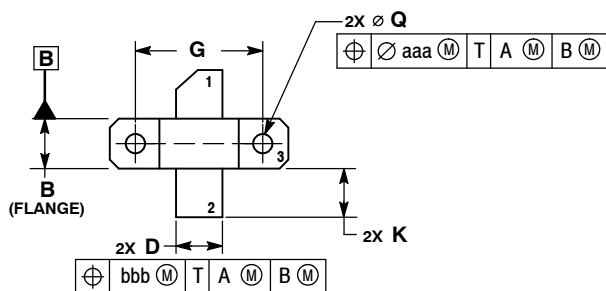 2X ⌀ Q
⌖ ⌀ aaa Ⓜ T A Ⓜ B Ⓜ
G
B
1
3
B
(FLANGE)
2
2X K
2X D
⌖ bbb Ⓜ T A Ⓜ B Ⓜ